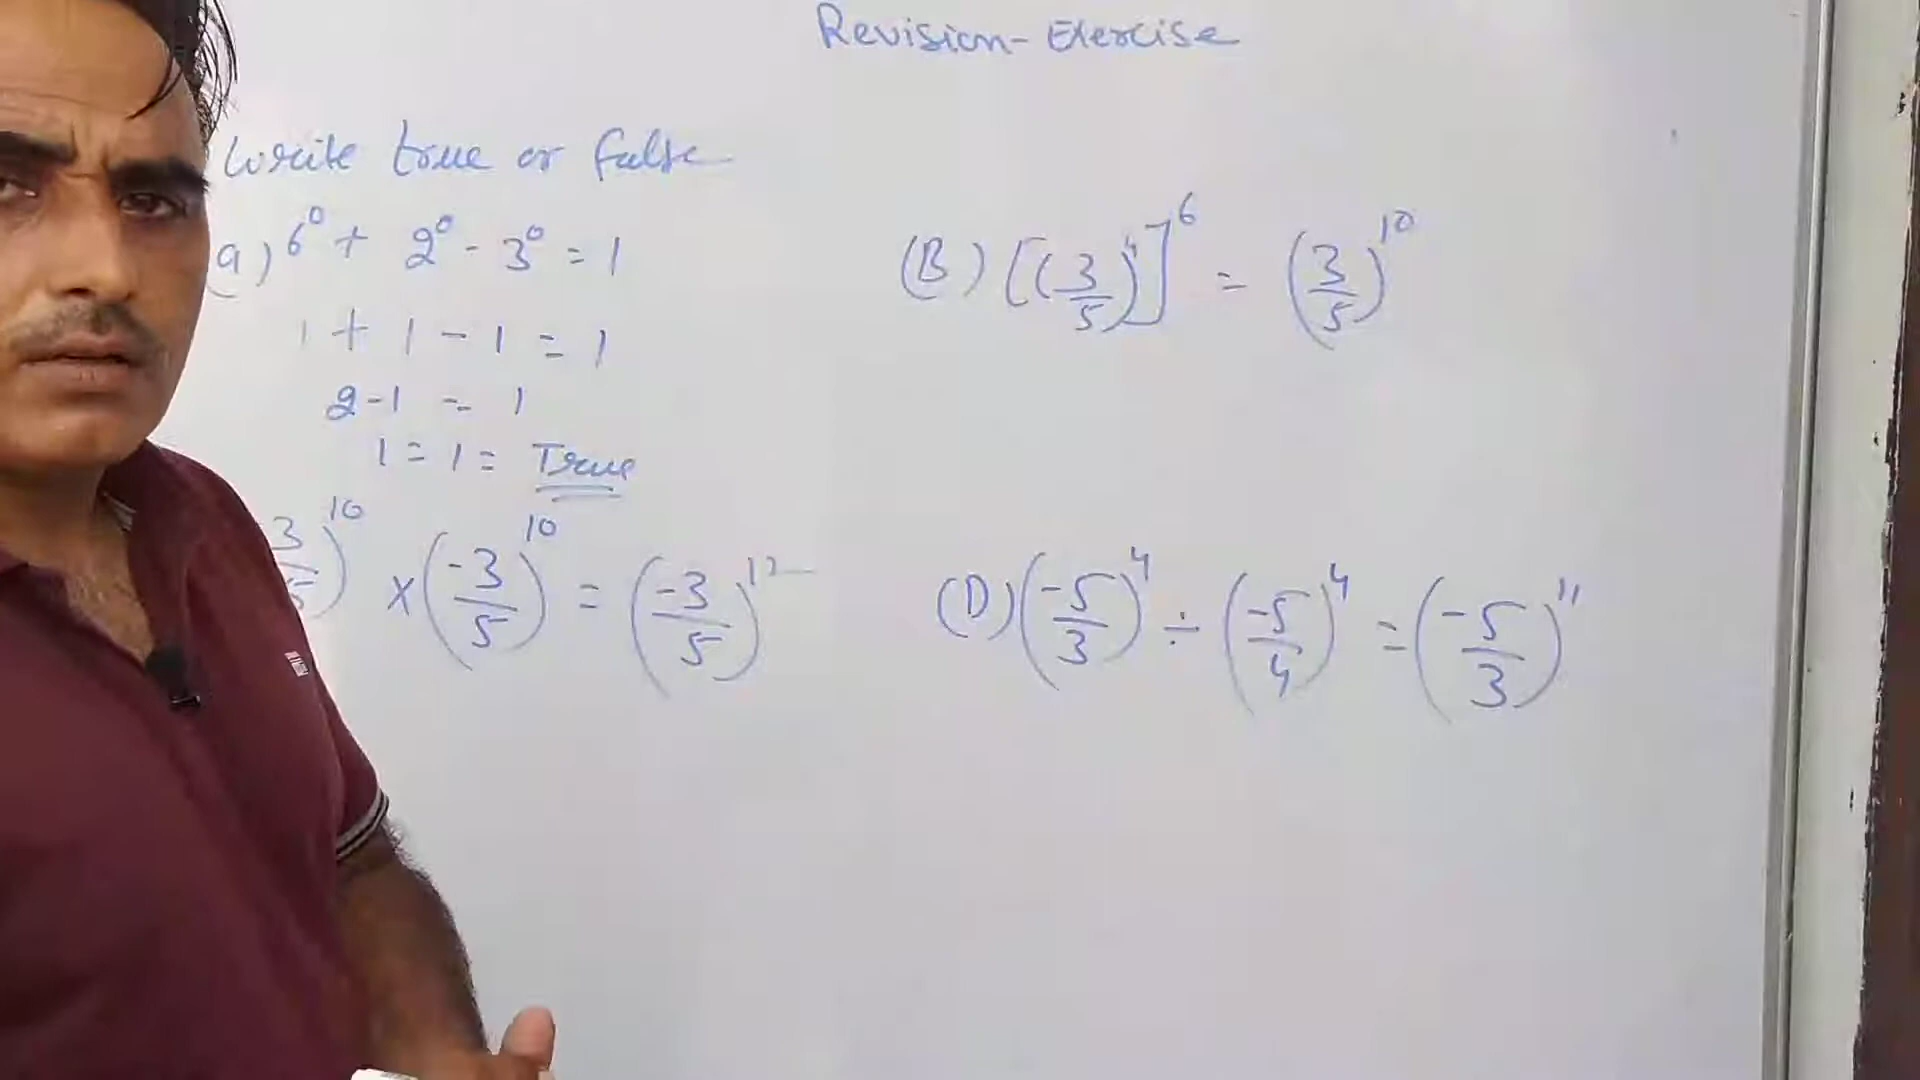 Revision-Exercise
Write true or false
(a) 6⁰ + 2⁰ - 3⁰ = 1
1 + 1 - 1 = 1
2-1 = 1
1 = 1 = True
(B) [(3/5)⁴]⁶ = (3/5)¹⁰
3/5)¹⁰ × (-3/5)¹⁰ = (-3/5)¹²
(D) (-5/3)⁴ ÷ (-5/4)⁴ = (-5/3)¹¹